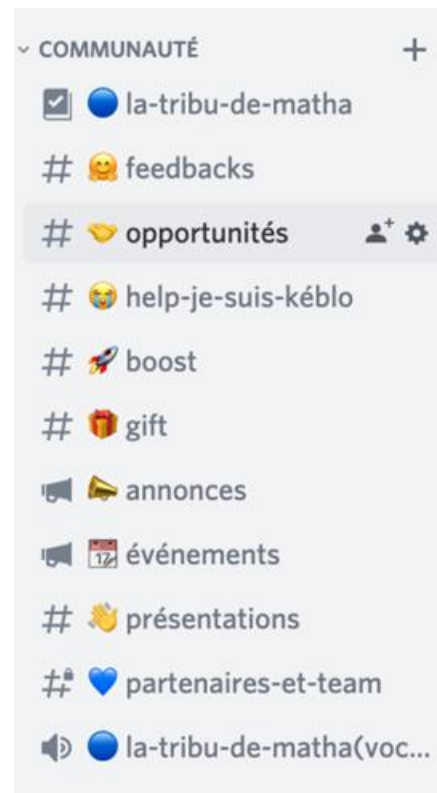 COMMUNAUTÉ
la-tribu-de-matha
feedbacks
opportunités
help-je-suis-kéblo
boost
gift
annonces
événements
présentations
partenaires-et-team
la-tribu-de-matha(voc...